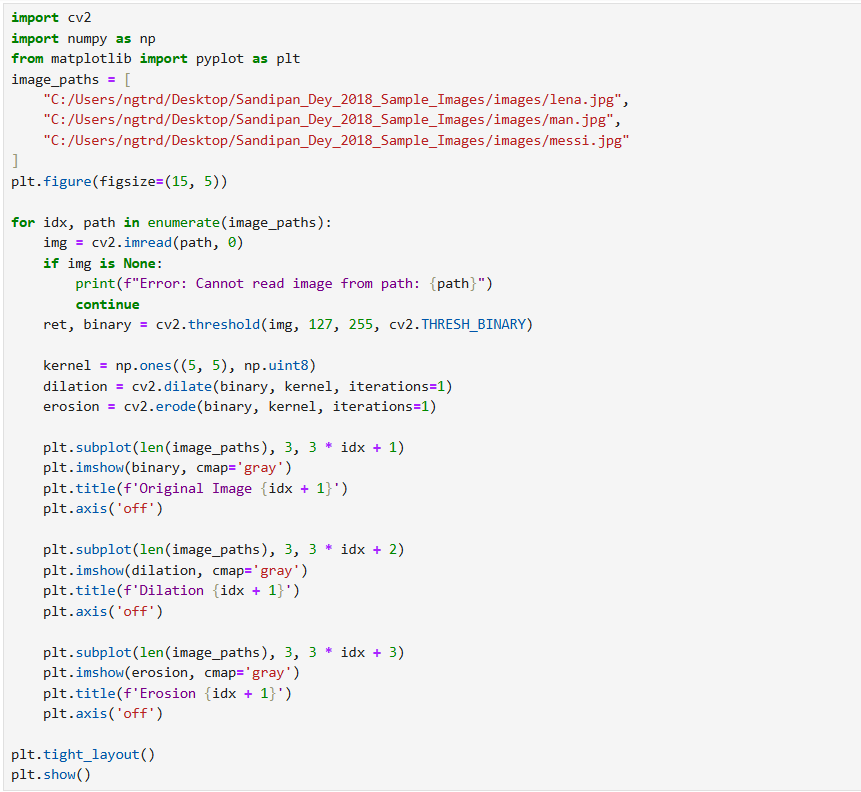 import cv2
import numpy as np
from matplotlib import pyplot as plt
image_paths = [
    "C:/Users/ngtrd/Desktop/Sandipan_Dey_2018_Sample_Images/images/lena.jpg",
    "C:/Users/ngtrd/Desktop/Sandipan_Dey_2018_Sample_Images/images/man.jpg",
    "C:/Users/ngtrd/Desktop/Sandipan_Dey_2018_Sample_Images/images/messi.jpg"
]
plt.figure(figsize=(15, 5))

for idx, path in enumerate(image_paths):
    img = cv2.imread(path, 0)
    if img is None:
        print(f"Error: Cannot read image from path: {path}")
        continue
    ret, binary = cv2.threshold(img, 127, 255, cv2.THRESH_BINARY)

    kernel = np.ones((5, 5), np.uint8)
    dilation = cv2.dilate(binary, kernel, iterations=1)
    erosion = cv2.erode(binary, kernel, iterations=1)

    plt.subplot(len(image_paths), 3, 3 * idx + 1)
    plt.imshow(binary, cmap='gray')
    plt.title(f'Original Image {idx + 1}')
    plt.axis('off')

    plt.subplot(len(image_paths), 3, 3 * idx + 2)
    plt.imshow(dilation, cmap='gray')
    plt.title(f'Dilation {idx + 1}')
    plt.axis('off')

    plt.subplot(len(image_paths), 3, 3 * idx + 3)
    plt.imshow(erosion, cmap='gray')
    plt.title(f'Erosion {idx + 1}')
    plt.axis('off')

plt.tight_layout()
plt.show()